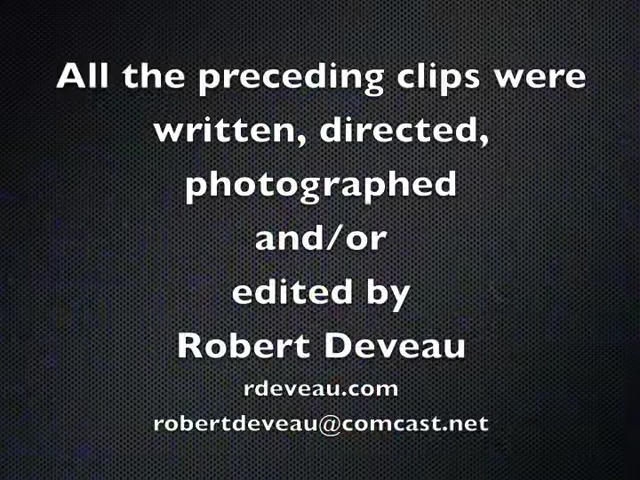 All the preceding clips were
written, directed,
photographed
and/or
edited by
Robert Deveau
rdeveau.com
robertdeveau@comcast.net